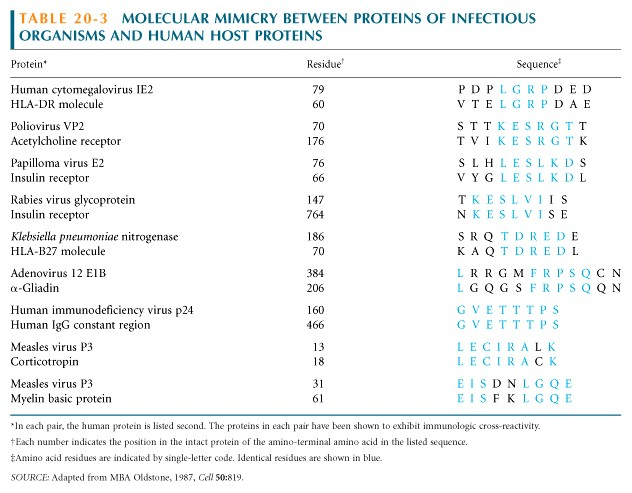 TABLE 20-3 MOLECULAR MIMICRY BETWEEN PROTEINS OF INFECTIOUS
ORGANISMS AND HUMAN HOST PROTEINS
Protein* Residue† Sequence‡
Human cytomegalovirus IE2 79 P D P L G R P D E D
HLA-DR molecule 60 V T E L G R P D A E
Poliovirus VP2 70 S T T K E S R G T T
Acetylcholine receptor 176 T V I K E S R G T K
Papilloma virus E2 76 S L H L E S L K D S
Insulin receptor 66 V Y G L E S L K D L
Rabies virus glycoprotein 147 T K E S L V I I S
Insulin receptor 764 N K E S L V I S E
Klebsiella pneumoniae nitrogenase 186 S R Q T D R E D E
HLA-B27 molecule 70 K A Q T D R E D L
Adenovirus 12 E1B 384 L R R G M F R P S Q C N
α-Gliadin 206 L G Q G S F R P S Q Q N
Human immunodeficiency virus p24 160 G V E T T T P S
Human IgG constant region 466 G V E T T T P S
Measles virus P3 13 L E C I R A L K
Corticotropin 18 L E C I R A C K
Measles virus P3 31 E I S D N L G Q E
Myelin basic protein 61 E I S F K L G Q E
*In each pair, the human protein is listed second. The proteins in each pair have been shown to exhibit immunologic cross-reactivity.
†Each number indicates the position in the intact protein of the amino-terminal amino acid in the listed sequence.
‡Amino acid residues are indicated by single-letter code. Identical residues are shown in blue.
SOURCE: Adapted from MBA Oldstone, 1987, Cell 50:819.